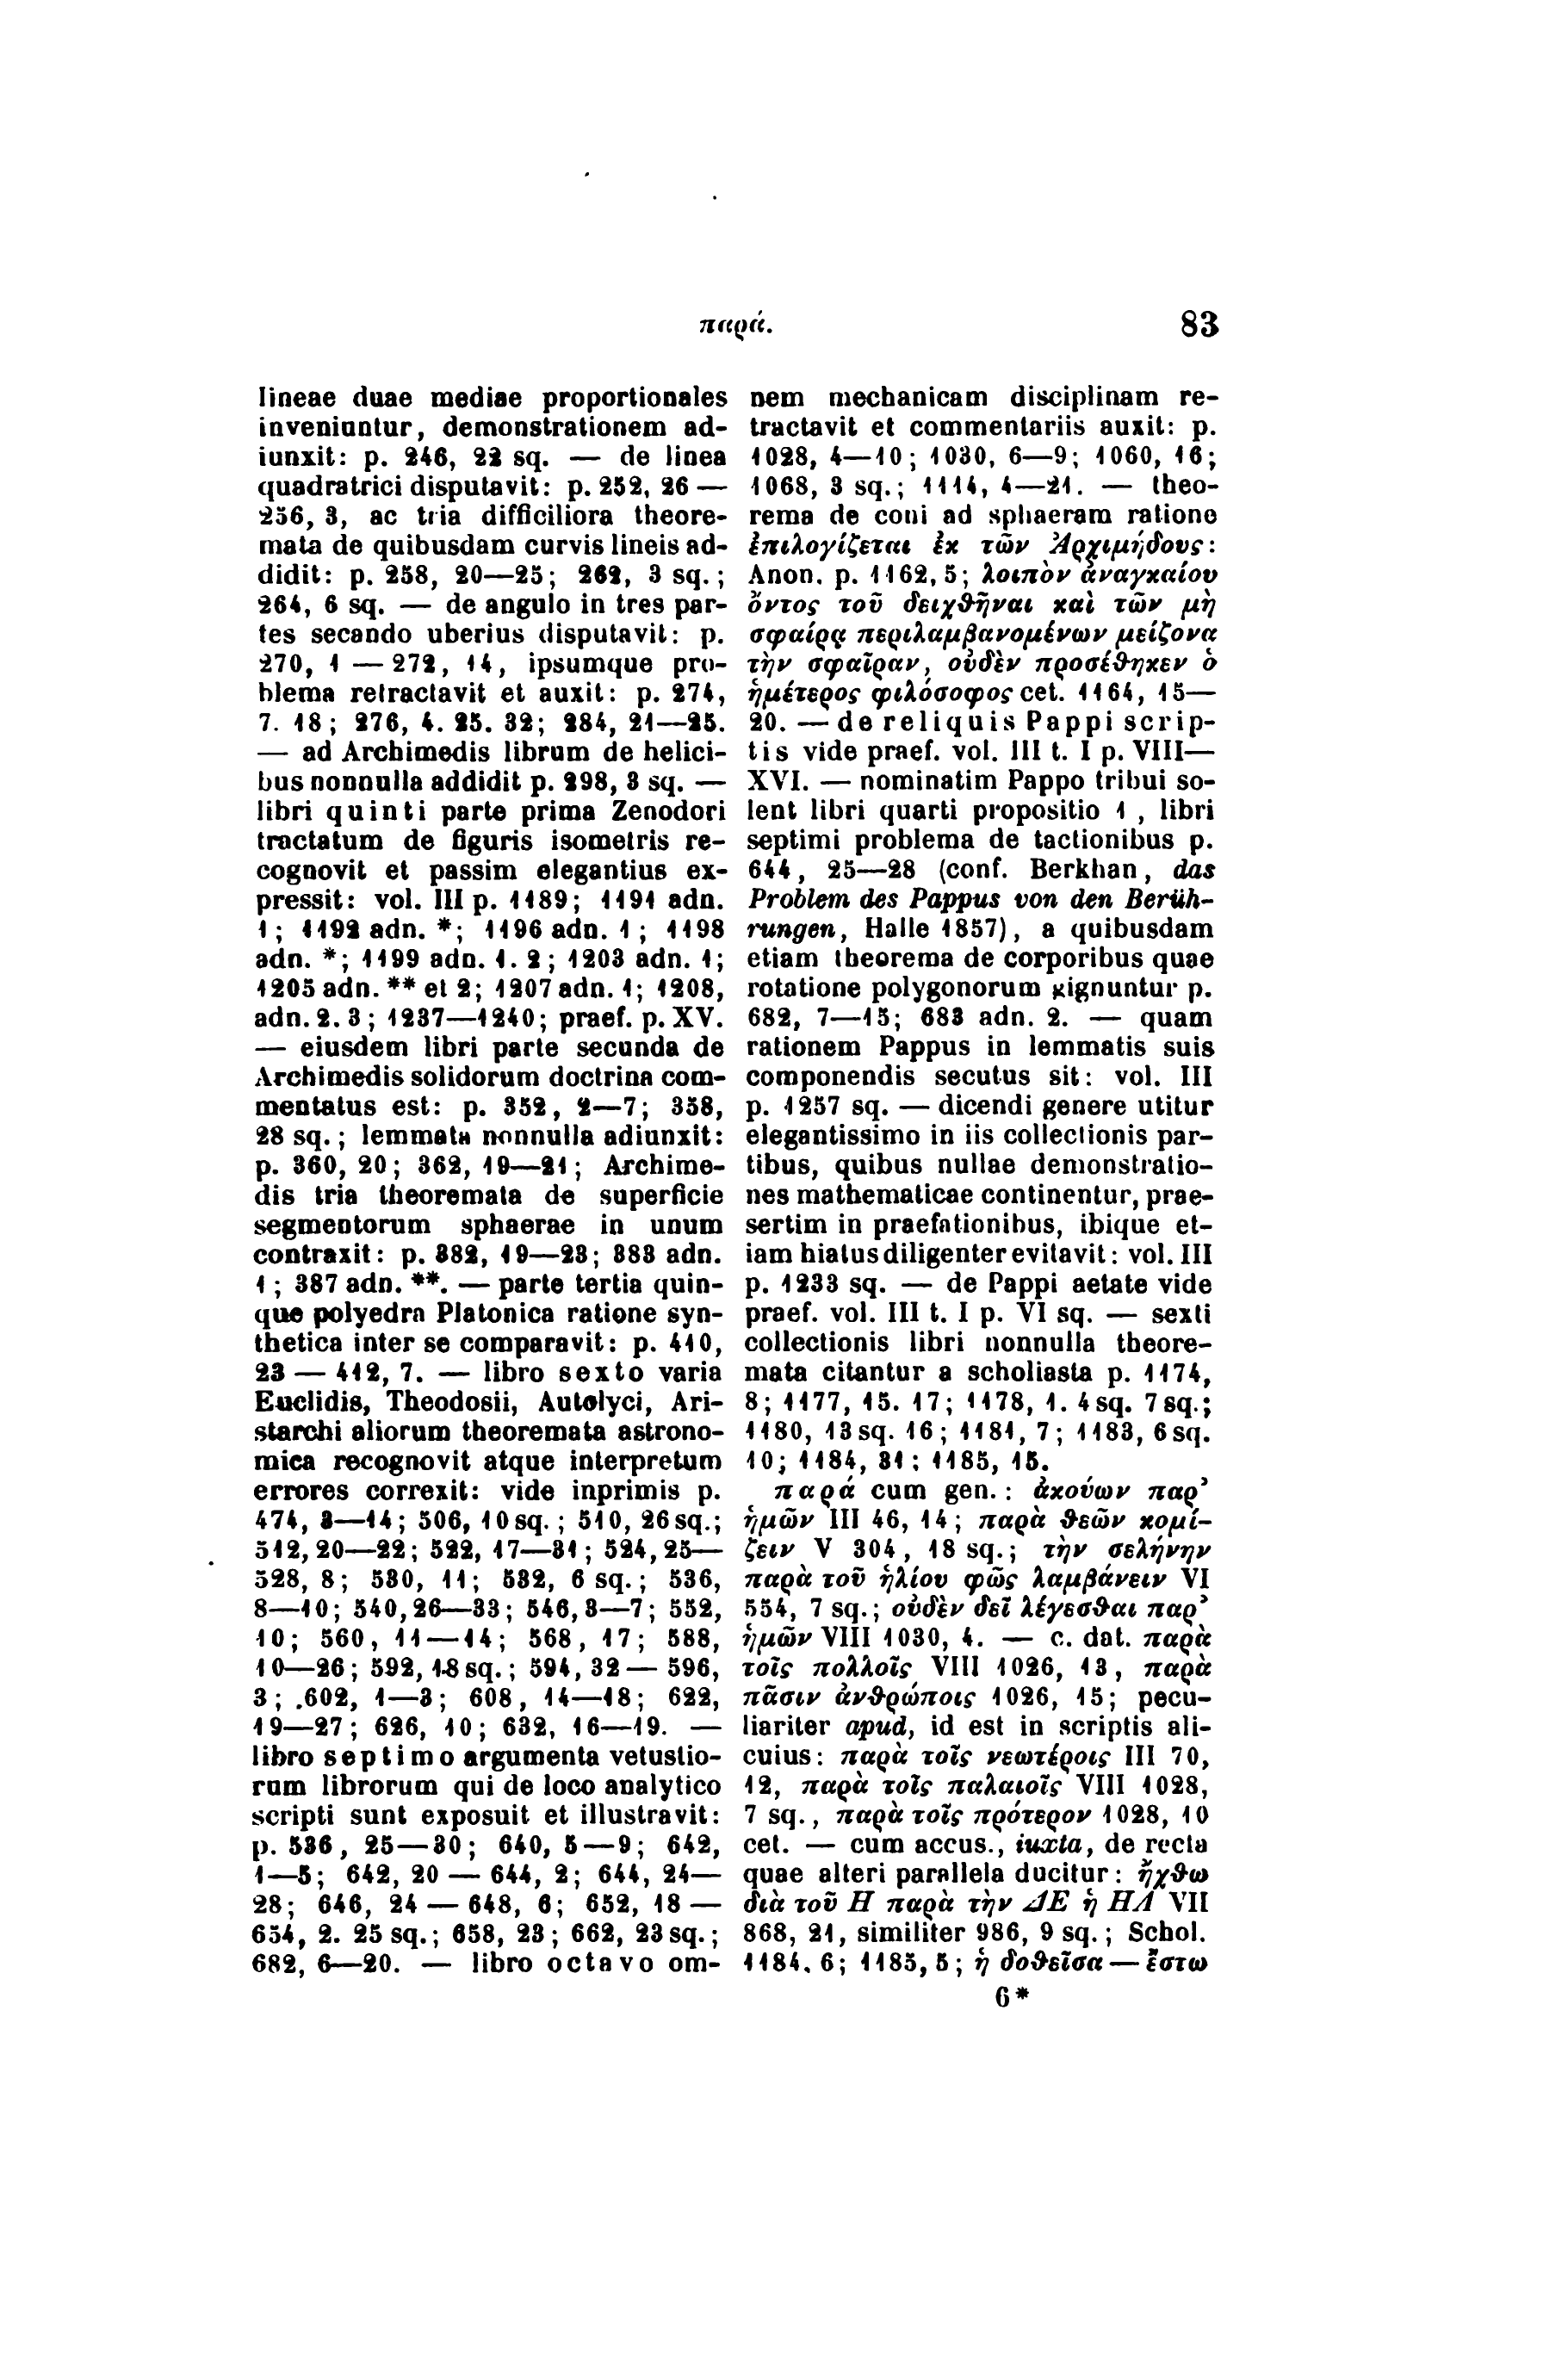 παρά.
83
lineae duae mediae proportionales
inveniuntur, demonstrationem ad-
iunxit: p. 246, 22 sq. — de linea
quadratrici disputavit: p. 252, 26 —
256, 3, ac tria difficiliora theore-
mata de quibusdam curvis lineis ad-
didit: p. 258, 20—25; 262, 3 sq.;
264, 6 sq. — de angulo in tres par-
tes secando uberius disputavit: p.
270, 1 — 272, 14, ipsumque pro-
blema retractavit et auxit: p. 274,
7. 18; 276, 4. 25. 32; 284, 21—25.
— ad Archimedis librum de helici-
bus nonnulla addidit p. 298, 3 sq. —
libri quinti parte prima Zenodori
tractatum de figuris isometris re-
cognovit et passim elegantius ex-
pressit: vol. III p. 1189; 1191 adn.
1; 1192 adn. *; 1196 adn. 1; 1198
adn. *; 1199 adn. 1. 2; 1203 adn. 1;
1205 adn. ** et 2; 1207 adn. 1; 1208,
adn. 2. 3; 1237—1240; praef. p. XV.
— eiusdem libri parte secunda de
Archimedis solidorum doctrina com-
mentatus est: p. 352, 2—7; 358,
28 sq.; lemmata nonnulla adiunxit:
p. 360, 20; 362, 19—21; Archime-
dis tria theoremata de superficie
segmentorum sphaerae in unum
contraxit: p. 382, 19—23; 383 adn.
1; 387 adn. **. — parte tertia quin-
que polyedra Platonica ratione syn-
thetica inter se comparavit: p. 410,
23 — 412, 7. — libro sexto varia
Euclidis, Theodosii, Autolyci, Ari-
starchi aliorum theoremata astrono-
mica recognovit atque interpretum
errores correxit: vide inprimis p.
474, 3—14; 506, 10 sq.; 510, 26 sq.;
512, 20—22; 522, 17—31; 524, 25—
528, 8; 530, 11; 532, 6 sq.; 536,
8—10; 540, 26—33; 546, 3—7; 552,
10; 560, 11—14; 568, 17; 588,
10—26; 592, 18 sq.; 594, 32 — 596,
3; 602, 1—3; 608, 14—18; 622,
19—27; 626, 10; 632, 16—19. —
libro septimo argumenta vetustio-
rum librorum qui de loco analytico
scripti sunt exposuit et illustravit:
p. 536, 25—30; 640, 5—9; 642,
1—5; 642, 20 — 644, 2; 644, 24—
28; 646, 24 — 648, 6; 652, 18 —
654, 2. 25 sq.; 658, 23; 662, 23 sq.;
682, 6—20. — libro octavo om-
nem mechanicam disciplinam re-
tractavit et commentariis auxit: p.
1028, 4—10; 1030, 6—9; 1060, 16;
1068, 3 sq.; 1114, 4—21. — theo-
rema de coni ad sphaeram ratione
ἐπιλογίζεται ἐκ τῶν Ἀρχιμήδους:
Anon. p. 1162, 5; λοιπὸν ἀναγκαίου
ὄντος τοῦ δειχθῆναι καὶ τῶν μὴ
σφαίρᾳ περιλαμβανομένων μείζονα
τὴν σφαῖραν, οὐδὲν προσέθηκεν ὁ
ἡμέτερος φιλόσοφος cet. 1164, 15—
20. — de reliquis Pappi scrip-
tis vide praef. vol. III t. I p. VIII—
XVI. — nominatim Pappo tribui so-
lent libri quarti propositio 1, libri
septimi problema de tactionibus p.
644, 25—28 (conf. Berkhan, das
Problem des Pappus von den Berüh-
rungen, Halle 1857), a quibusdam
etiam theorema de corporibus quae
rotatione polygonorum gignuntur p.
682, 7—15; 683 adn. 2. — quam
rationem Pappus in lemmatis suis
componendis secutus sit: vol. III
p. 1257 sq. — dicendi genere utitur
elegantissimo in iis collectionis par-
tibus, quibus nullae demonstratio-
nes mathematicae continentur, prae-
sertim in praefationibus, ibique et-
iam hiatus diligenter evitavit: vol. III
p. 1233 sq. — de Pappi aetate vide
praef. vol. III t. I p. VI sq. — sexti
collectionis libri nonnulla theore-
mata citantur a scholiasta p. 1174,
8; 1177, 15. 17; 1178, 1. 4 sq. 7 sq.;
1180, 13 sq. 16; 1181, 7; 1183, 6 sq.
10; 1184, 31; 1185, 15.
παρά cum gen.: ἀκούων παρ’
ἡμῶν III 46, 14; παρὰ θεῶν κομί-
ζειν V 304, 18 sq.; τὴν σελήνην
παρὰ τοῦ ἡλίου φῶς λαμβάνειν VI
554, 7 sq.; οὐδὲν δεῖ λέγεσθαι παρ’
ἡμῶν VIII 1030, 4. — c. dat. παρὰ
τοῖς πολλοῖς VIII 1026, 13, παρὰ
πᾶσιν ἀνθρώποις 1026, 15; pecu-
liariter apud, id est in scriptis ali-
cuius: παρὰ τοῖς νεωτέροις III 70,
12, παρὰ τοῖς παλαιοῖς VIII 1028,
7 sq., παρὰ τοῖς πρότερον 1028, 10
cet. — cum accus., iuxta, de recta
quae alteri parallela ducitur: ἤχθω
διὰ τοῦ Η παρὰ τὴν ΔΕ ἡ ΗΛ VII
868, 21, similiter 986, 9 sq.; Schol.
1184, 6; 1185, 5; ἡ δοθεῖσα — ἔστω
6*